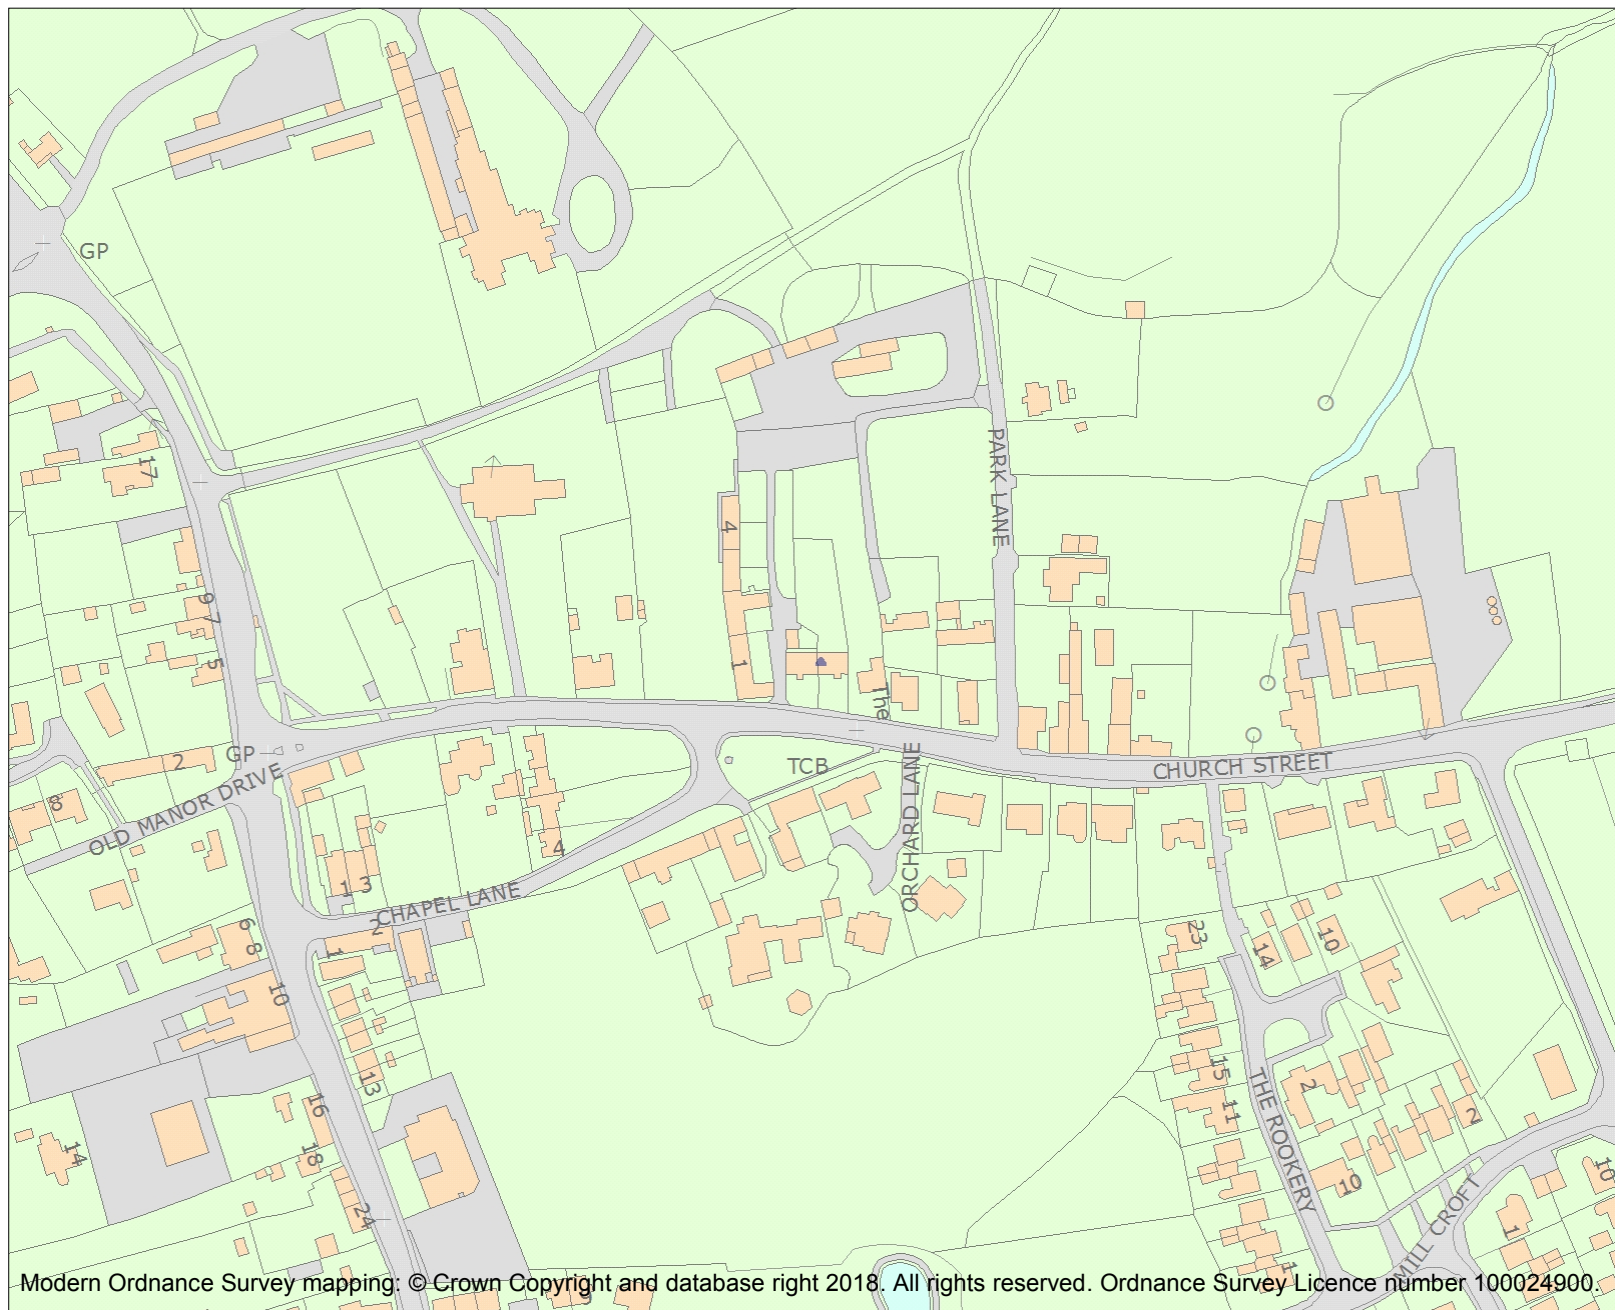 GP
17
PARK LANE
4
9
7
5
1
The
GP
2
TCB
CHURCH STREET
OLD MANOR DRIVE
8
4
ORCHARD LANE
1 3
CHAPEL LANE
2
6
8
1
23
14
10
10
13
15
11
THE ROOKERY
2
2
16
18
14
10
10
24
MILL CROFT
1
1
Modern Ordnance Survey mapping: © Crown Copyright and database right 2018. All rights reserved. Ordnance Survey Licence number 100024900.